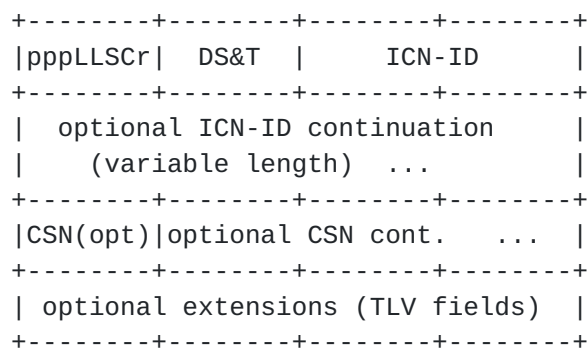 +--------+--------+--------+--------+
|pppLLSCr|  DS&T  |     ICN-ID      |
+--------+--------+--------+--------+
|  optional ICN-ID continuation     |
|    (variable length)  ...         |
+--------+--------+--------+--------+
|CSN(opt)|optional CSN cont.   ...  |
+--------+--------+--------+--------+
| optional extensions (TLV fields)  |
+--------+--------+--------+--------+